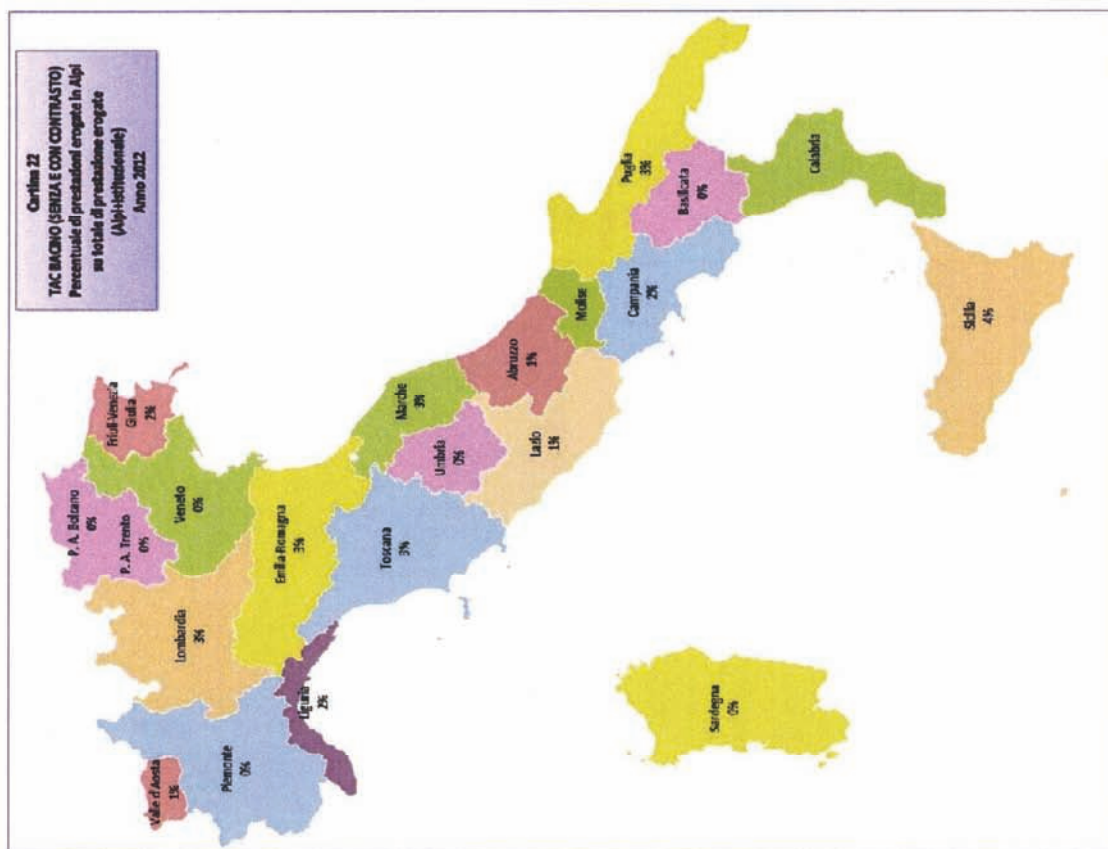 Cartina 22
TAC BACINO (SENZA E CON CONTRASTO)
Percentuale di prestazioni erogate in Alpi
su totale di prestazione erogate
(Alpi+Istituzionale)
Anno 2012
P. A. Bolzano
0%
P. A. Trento
0%
Friuli-Venezia
Giulia
2%
Veneto
0%
Lombardia
3%
Valle d'Aosta
1%
Piemonte
0%
Liguria
2%
Emilia-Romagna
3%
Toscana
3%
Marche
3%
Umbria
0%
Lazio
1%
Abruzzo
1%
Molise
Campania
2%
Puglia
3%
Basilicata
0%
Calabria
Sicilia
4%
Sardegna
0%